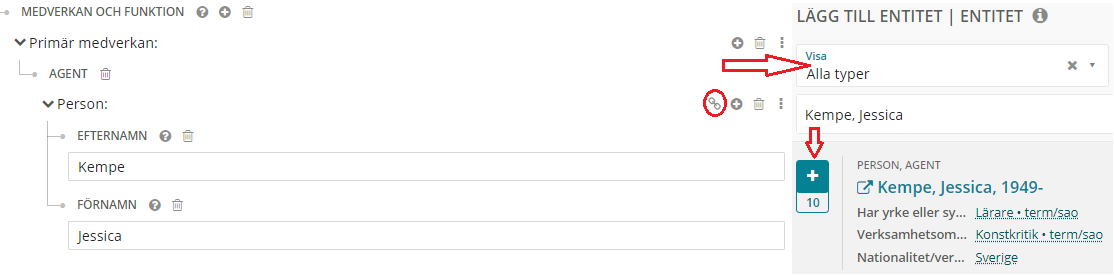 MEDVERKAN OCH FUNKTION
Primär medverkan:
AGENT
Person:
EFTERNAMN
Kempe
FÖRNAMN
Jessica
LÄGG TILL ENTITET | ENTITET
Visa
Alla typer
Kempe, Jessica
10
PERSON, AGENT
Kempe, Jessica, 1949-
Har yrke eller sy... Lärare • term/sao
Verksamhetsom... Konstkritik • term/sao
Nationalitet/ver... Sverige